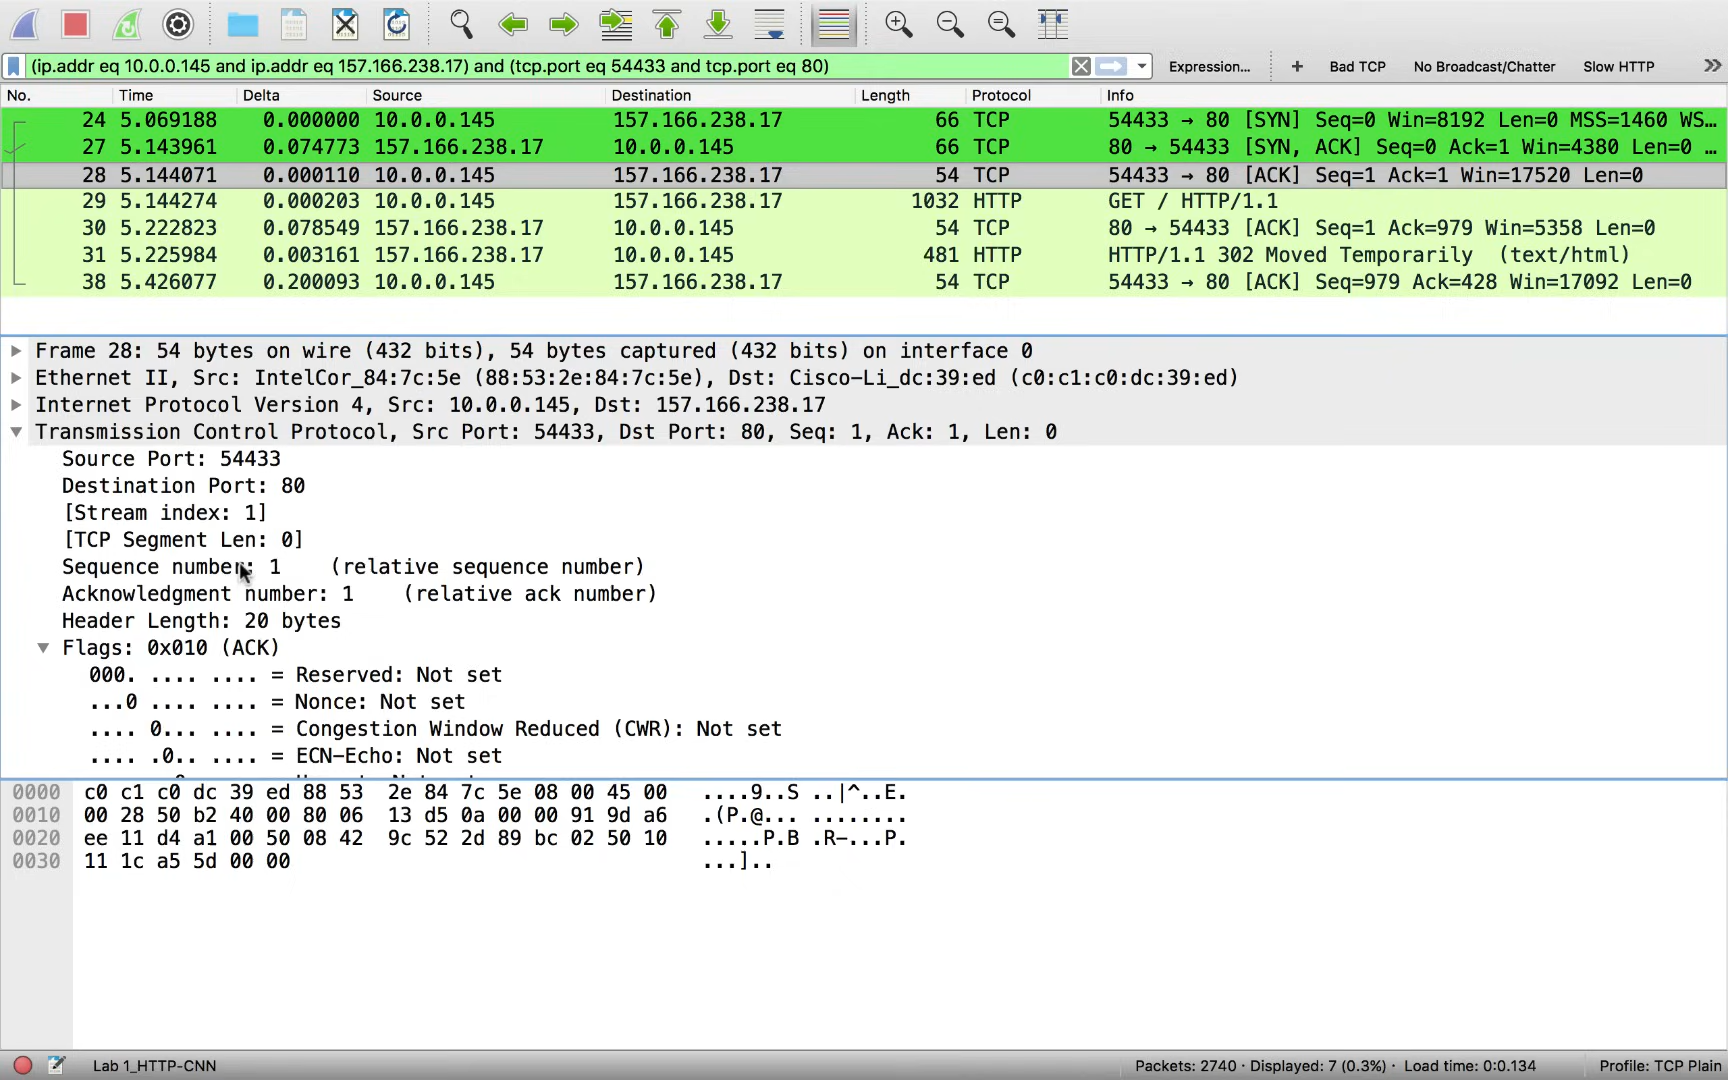 (ip.addr eq 10.0.0.145 and ip.addr eq 157.166.238.17) and (tcp.port eq 54433 and tcp.port eq 80) Expression... + Bad TCP No Broadcast/Chatter Slow HTTP
No. Time Delta Source Destination Length Protocol Info
24 5.069188 0.000000 10.0.0.145 157.166.238.17 66 TCP 54433 → 80 [SYN] Seq=0 Win=8192 Len=0 MSS=1460 WS…
27 5.143961 0.074773 157.166.238.17 10.0.0.145 66 TCP 80 → 54433 [SYN, ACK] Seq=0 Ack=1 Win=4380 Len=0 …
28 5.144071 0.000110 10.0.0.145 157.166.238.17 54 TCP 54433 → 80 [ACK] Seq=1 Ack=1 Win=17520 Len=0
29 5.144274 0.000203 10.0.0.145 157.166.238.17 1032 HTTP GET / HTTP/1.1
30 5.222823 0.078549 157.166.238.17 10.0.0.145 54 TCP 80 → 54433 [ACK] Seq=1 Ack=979 Win=5358 Len=0
31 5.225984 0.003161 157.166.238.17 10.0.0.145 481 HTTP HTTP/1.1 302 Moved Temporarily (text/html)
38 5.426077 0.200093 10.0.0.145 157.166.238.17 54 TCP 54433 → 80 [ACK] Seq=979 Ack=428 Win=17092 Len=0
Frame 28: 54 bytes on wire (432 bits), 54 bytes captured (432 bits) on interface 0
Ethernet II, Src: IntelCor_84:7c:5e (88:53:2e:84:7c:5e), Dst: Cisco-Li_dc:39:ed (c0:c1:c0:dc:39:ed)
Internet Protocol Version 4, Src: 10.0.0.145, Dst: 157.166.238.17
Transmission Control Protocol, Src Port: 54433, Dst Port: 80, Seq: 1, Ack: 1, Len: 0
Source Port: 54433
Destination Port: 80
[Stream index: 1]
[TCP Segment Len: 0]
Sequence number: 1 (relative sequence number)
Acknowledgment number: 1 (relative ack number)
Header Length: 20 bytes
Flags: 0x010 (ACK)
000. .... .... = Reserved: Not set
...0 .... .... = Nonce: Not set
.... 0... .... = Congestion Window Reduced (CWR): Not set
.... .0.. .... = ECN-Echo: Not set
0000 c0 c1 c0 dc 39 ed 88 53 2e 84 7c 5e 08 00 45 00 ....9..S ..|^..E.
0010 00 28 50 b2 40 00 80 06 13 d5 0a 00 00 91 9d a6 .(P.@... ........
0020 ee 11 d4 a1 00 50 08 42 9c 52 2d 89 bc 02 50 10 .....P.B .R-...P.
0030 11 1c a5 5d 00 00 ...]..
Lab 1_HTTP-CNN Packets: 2740 · Displayed: 7 (0.3%) · Load time: 0:0.134 Profile: TCP Plain